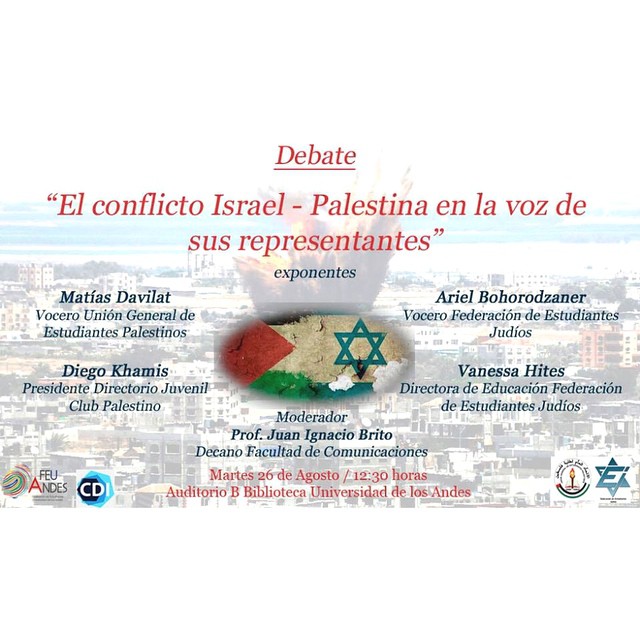 Debate
“El conflicto Israel - Palestina en la voz de
sus representantes”
exponentes
Matías Davilat
Vocero Unión General de
Estudiantes Palestinos
Diego Khamis
Presidente Directorio Juvenil
Club Palestino
Ariel Bohorodzaner
Vocero Federación de Estudiantes
Judíos
Vanessa Hites
Directora de Educación Federación
de Estudiantes Judíos
Moderador
Prof. Juan Ignacio Brito
Decano Facultad de Comunicaciones
Martes 26 de Agosto / 12:30 horas
Auditorio B Biblioteca Universidad de los Andes
FEU
ANDES
CD